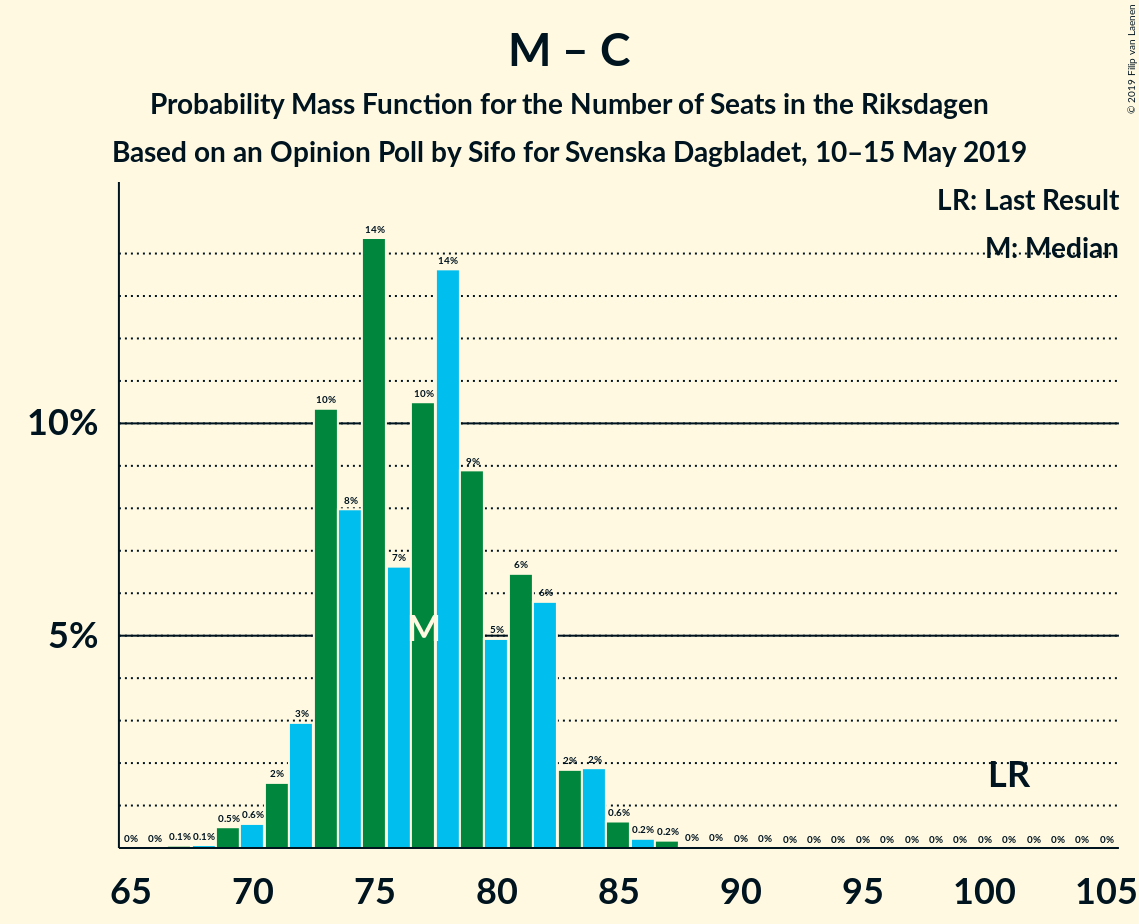 M – C
Probability Mass Function for the Number of Seats in the Riksdagen
Based on an Opinion Poll by Sifo for Svenska Dagbladet, 10–15 May 2019
© 2019 Filip van Laenen
LR: Last Result
M: Median
10%
5%
0% 0% 0.1% 0.1% 0.5% 0.6% 2% 3% 10% 8% 14% 7% 10% 14% 9% 5% 6% 6% 2% 2% 0.6% 0.2% 0.2% 0% 0% 0% 0% 0% 0% 0% 0% 0% 0% 0% 0% 0% 0% 0% 0% 0% 0%
M
LR
65 70 75 80 85 90 95 100 105